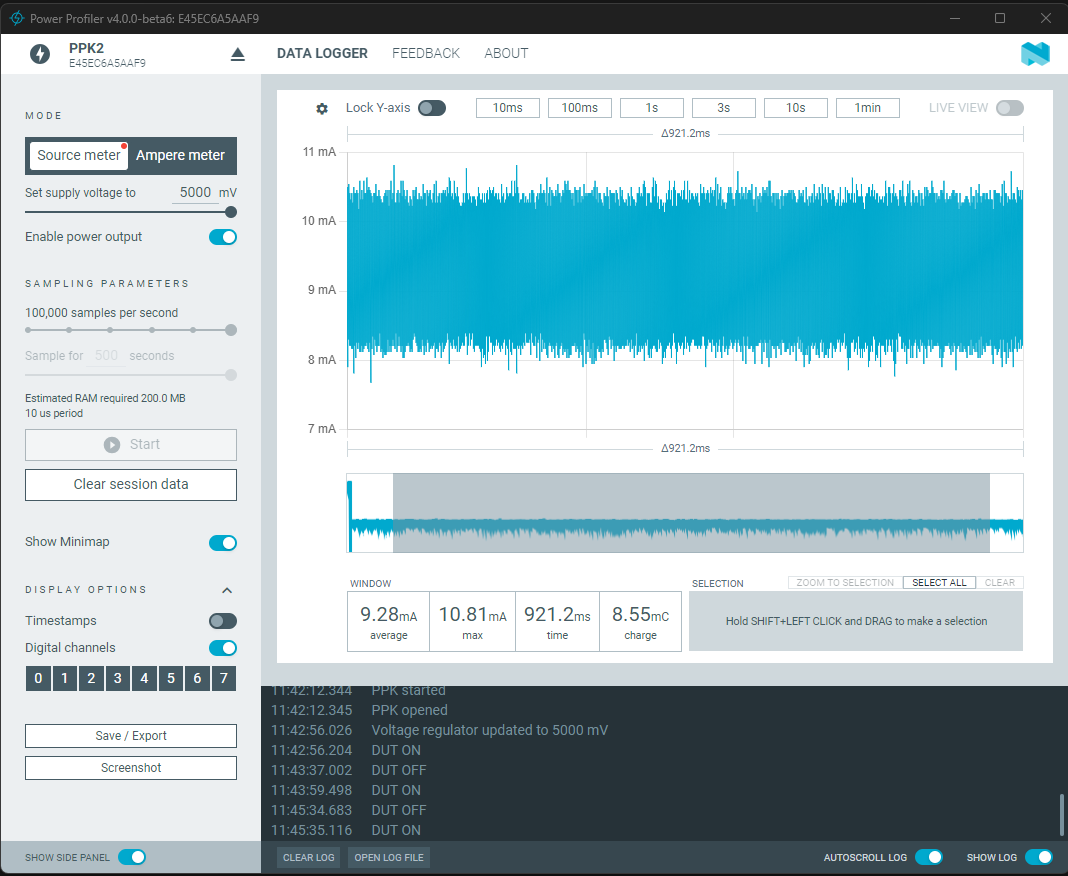 Power Profiler v4.0.0-beta6: E45EC6A5AAF9
PPK2
E45EC6A5AAF9
DATA LOGGER FEEDBACK ABOUT
MODE
Source meter Ampere meter
Set supply voltage to 5000 mV
Enable power output
SAMPLING PARAMETERS
100,000 samples per second
Sample for 500 seconds
Estimated RAM required 200.0 MB
10 us period
Start
Clear session data
Show Minimap
DISPLAY OPTIONS
Timestamps
Digital channels
0 1 2 3 4 5 6 7
Save / Export
Screenshot
SHOW SIDE PANEL
Lock Y-axis 10ms 100ms 1s 3s 10s 1min LIVE VIEW
Δ921.2ms
11 mA
10 mA
9 mA
8 mA
7 mA
Δ921.2ms
WINDOW
9.28mA 10.81mA 921.2ms 8.55mC
average max time charge
SELECTION ZOOM TO SELECTION SELECT ALL CLEAR
Hold SHIFT+LEFT CLICK and DRAG to make a selection
11:42:12.344 PPK started
11:42:12.345 PPK opened
11:42:56.026 Voltage regulator updated to 5000 mV
11:42:56.204 DUT ON
11:43:37.002 DUT OFF
11:43:59.498 DUT ON
11:45:34.683 DUT OFF
11:45:35.116 DUT ON
CLEAR LOG OPEN LOG FILE AUTOSCROLL LOG SHOW LOG